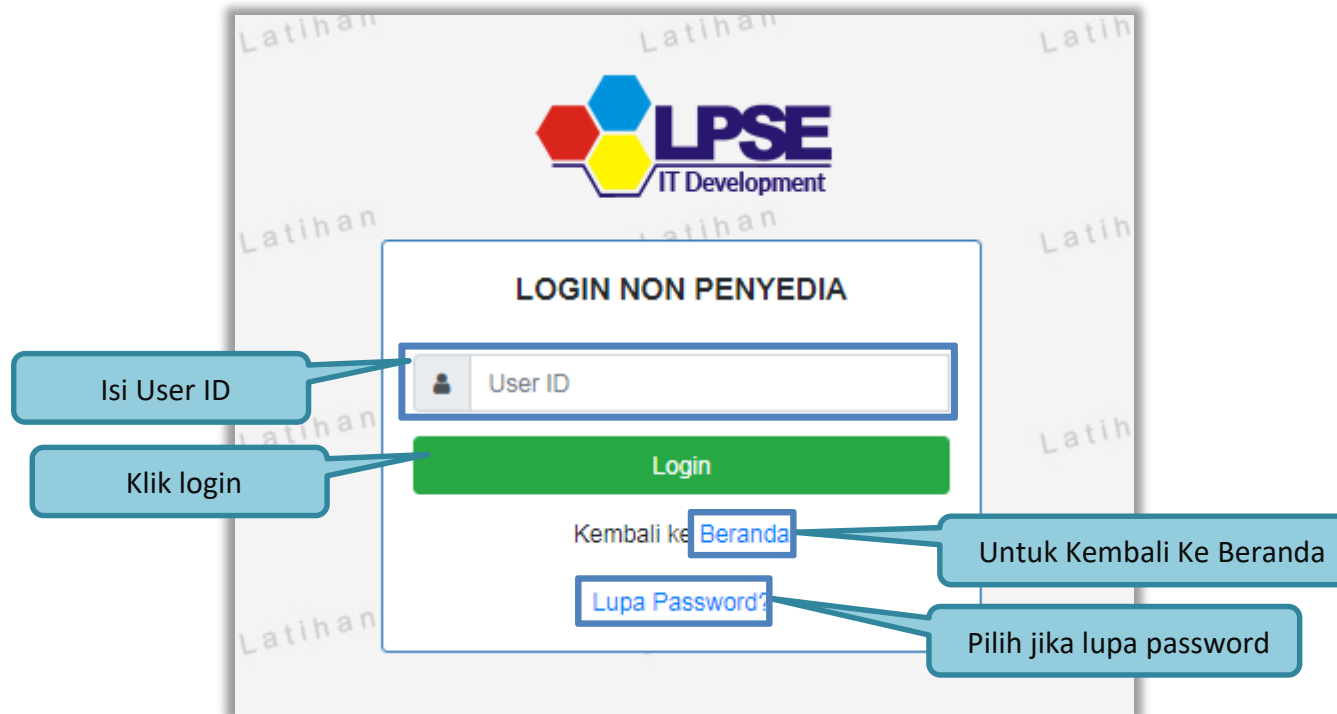 Latihan Latihan Latih
LPSE
IT Development
Latihan Latihan Latih
LOGIN NON PENYEDIA
Isi User ID
User ID
Latihan Latih
Klik login
Login
Kembali ke Beranda
Untuk Kembali Ke Beranda
Lupa Password?
Latihan
Pilih jika lupa password